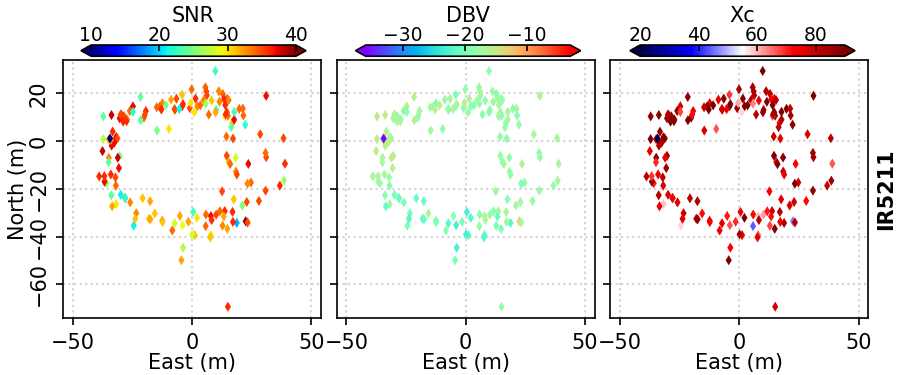 SNR DBV Xc
10 20 30 40 −30 −20 −10 20 40 60 80
North (m)
20
0
−20
−40
−60
IR5211
−50 0 50 −50 0 50 −50 0 50
East (m) East (m) East (m)